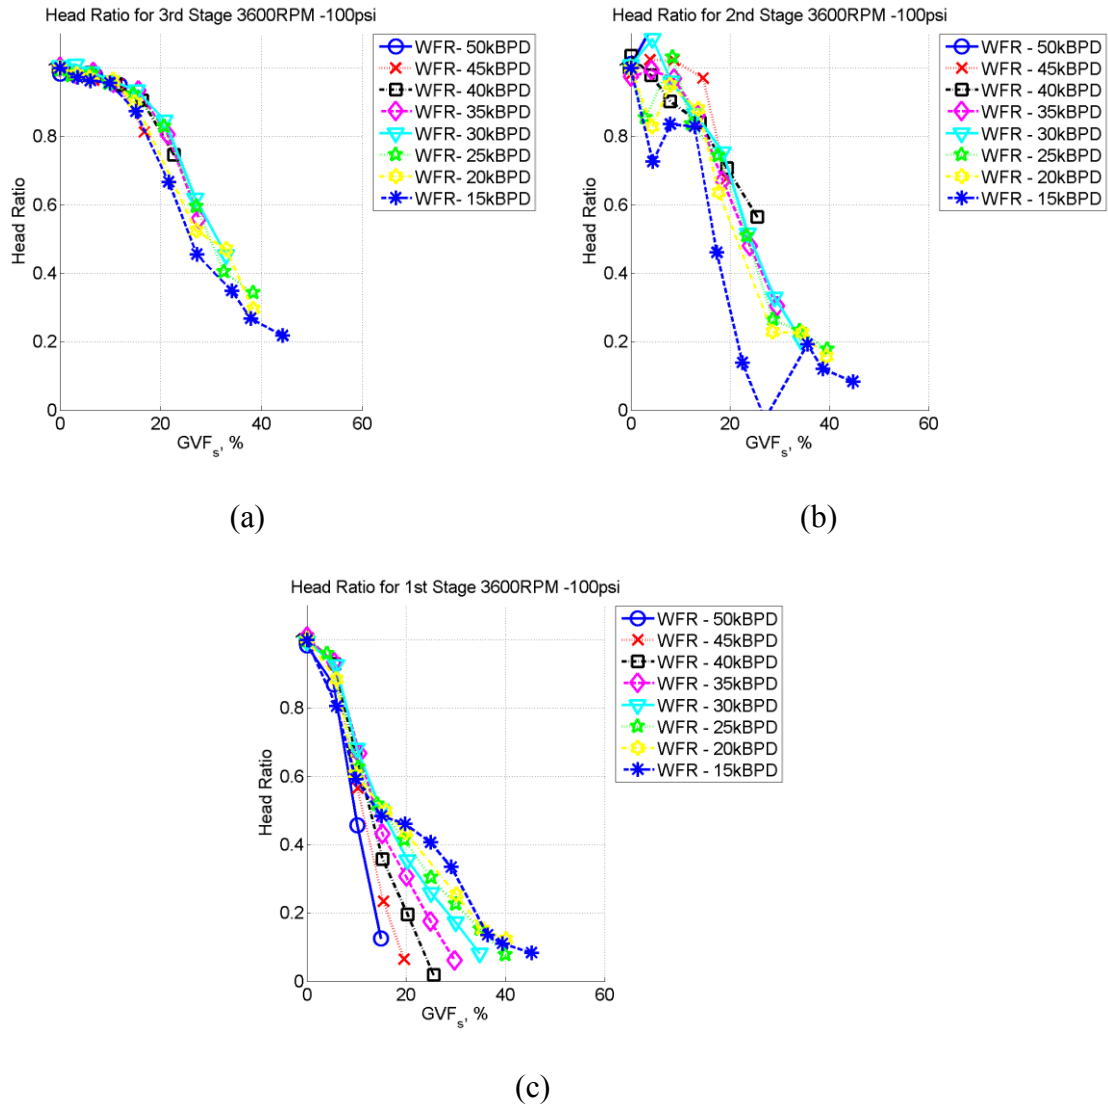 Head Ratio for 3rd Stage 3600RPM -100psi
WFR- 50kBPD
WFR- 45kBPD
WFR- 40kBPD
WFR- 35kBPD
WFR- 30kBPD
WFR - 25kBPD
WFR - 20kBPD
WFR - 15kBPD
0.8
0.6
0.4
0.2
0
Head Ratio
0 20 40 60
GVFs, %
(a)
Head Ratio for 2nd Stage 3600RPM -100psi
WFR - 50kBPD
WFR - 45kBPD
WFR - 40kBPD
WFR - 35kBPD
WFR - 30kBPD
WFR - 25kBPD
WFR - 20kBPD
WFR - 15kBPD
0.8
0.6
0.4
0.2
0
Head Ratio
0 20 40 60
GVFs, %
(b)
Head Ratio for 1st Stage 3600RPM -100psi
WFR - 50kBPD
WFR - 45kBPD
WFR - 40kBPD
WFR - 35kBPD
WFR - 30kBPD
WFR - 25kBPD
WFR - 20kBPD
WFR - 15kBPD
0.8
0.6
0.4
0.2
0
Head Ratio
0 20 40 60
GVFs, %
(c)